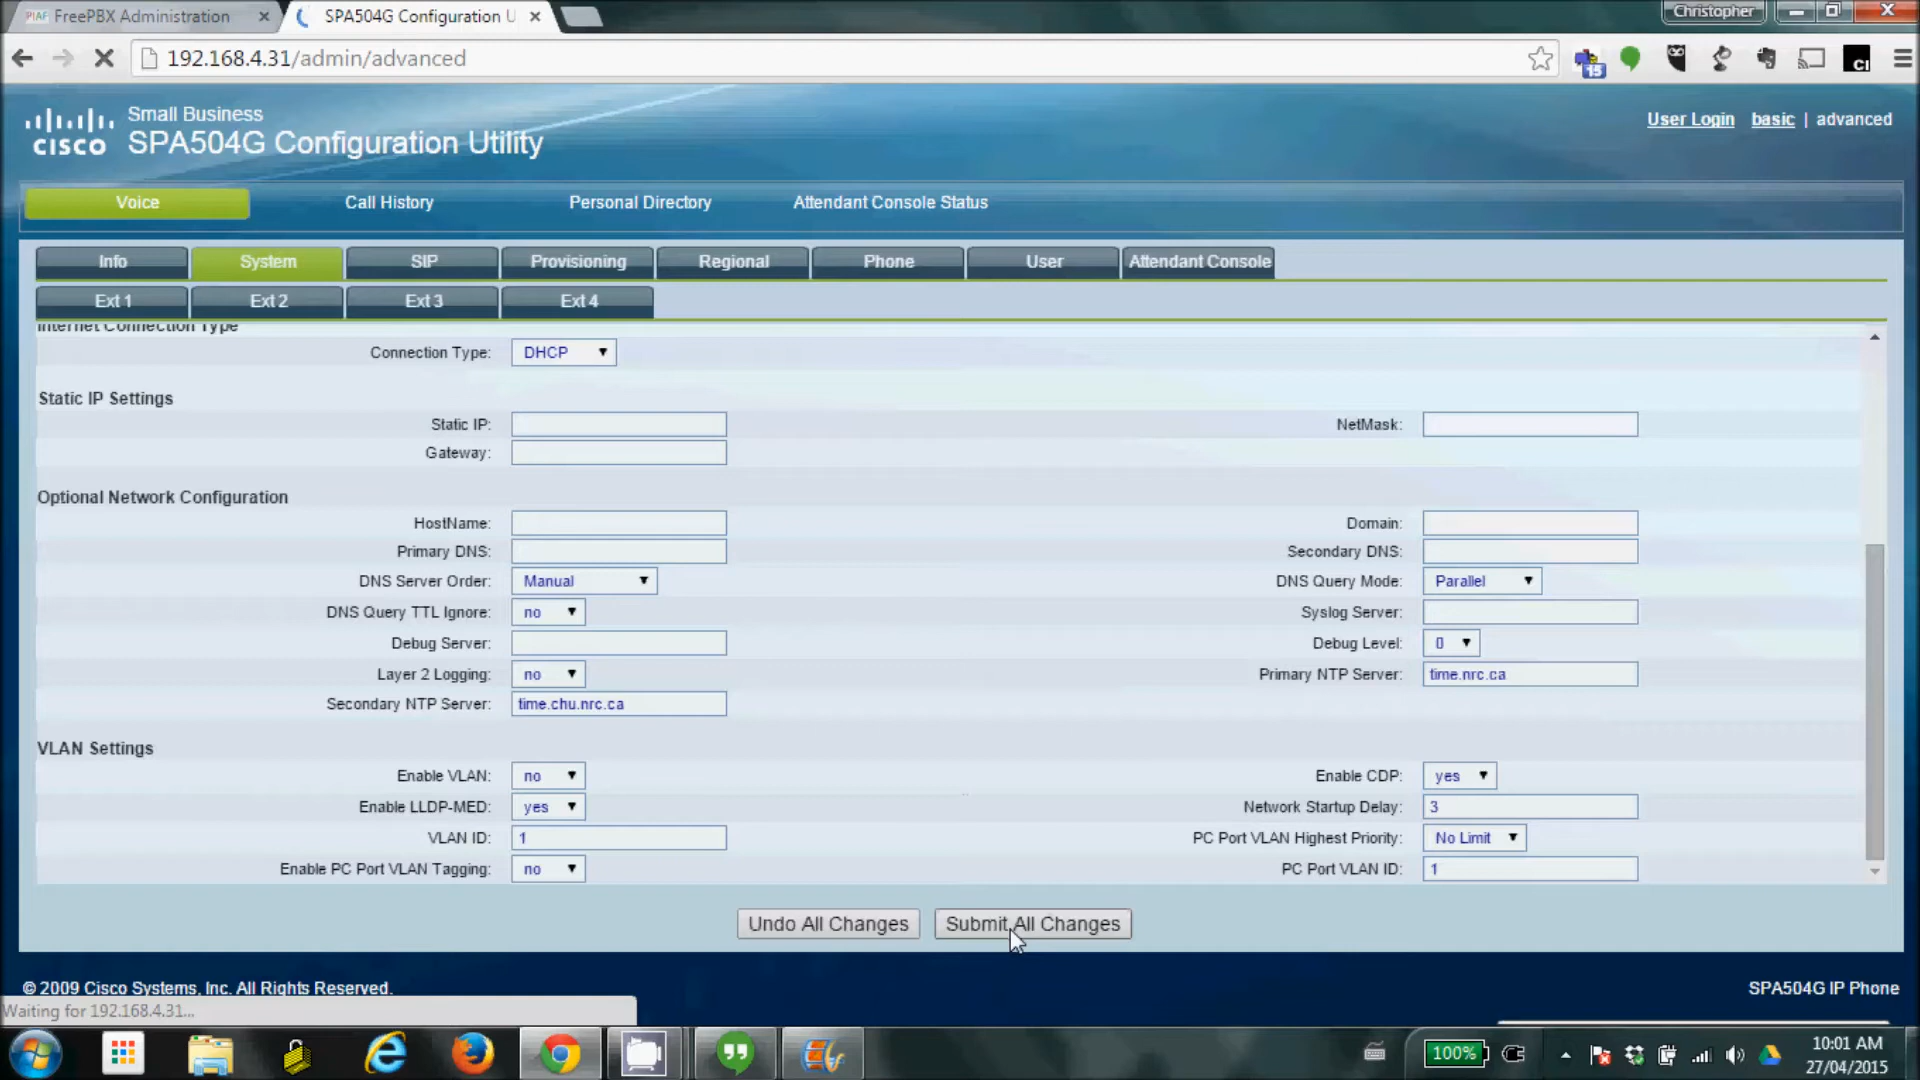 PIAF FreePBX Administration
SPA504G Configuration U
Christopher
192.168.4.31/admin/advanced
15
CI
Small Business
CISCO SPA504G Configuration Utility
User Login basic | advanced
Voice Call History Personal Directory Attendant Console Status
Info System SIP Provisioning Regional Phone User Attendant Console
Ext 1 Ext 2 Ext 3 Ext 4
Internet Connection Type
Connection Type: DHCP
Static IP Settings
Static IP: NetMask:
Gateway:
Optional Network Configuration
HostName: Domain:
Primary DNS: Secondary DNS:
DNS Server Order: Manual DNS Query Mode: Parallel
DNS Query TTL Ignore: no Syslog Server:
Debug Server: Debug Level: 0
Layer 2 Logging: no Primary NTP Server: time.nrc.ca
Secondary NTP Server: time.chu.nrc.ca
VLAN Settings
Enable VLAN: no Enable CDP: yes
Enable LLDP-MED: yes Network Startup Delay: 3
VLAN ID: 1 PC Port VLAN Highest Priority: No Limit
Enable PC Port VLAN Tagging: no PC Port VLAN ID: 1
Undo All Changes Submit All Changes
© 2009 Cisco Systems, Inc. All Rights Reserved. SPA504G IP Phone
Waiting for 192.168.4.31...
100%
10:01 AM
27/04/2015